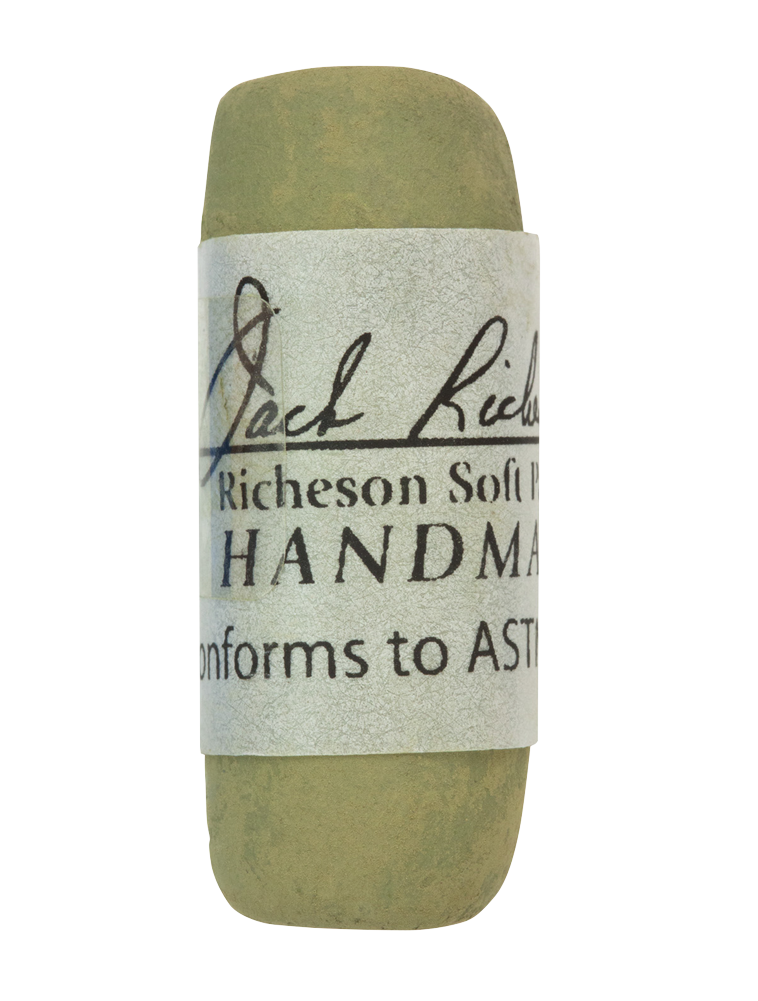 Jack Riche
Richeson Soft P
HANDMA
onforms to AST